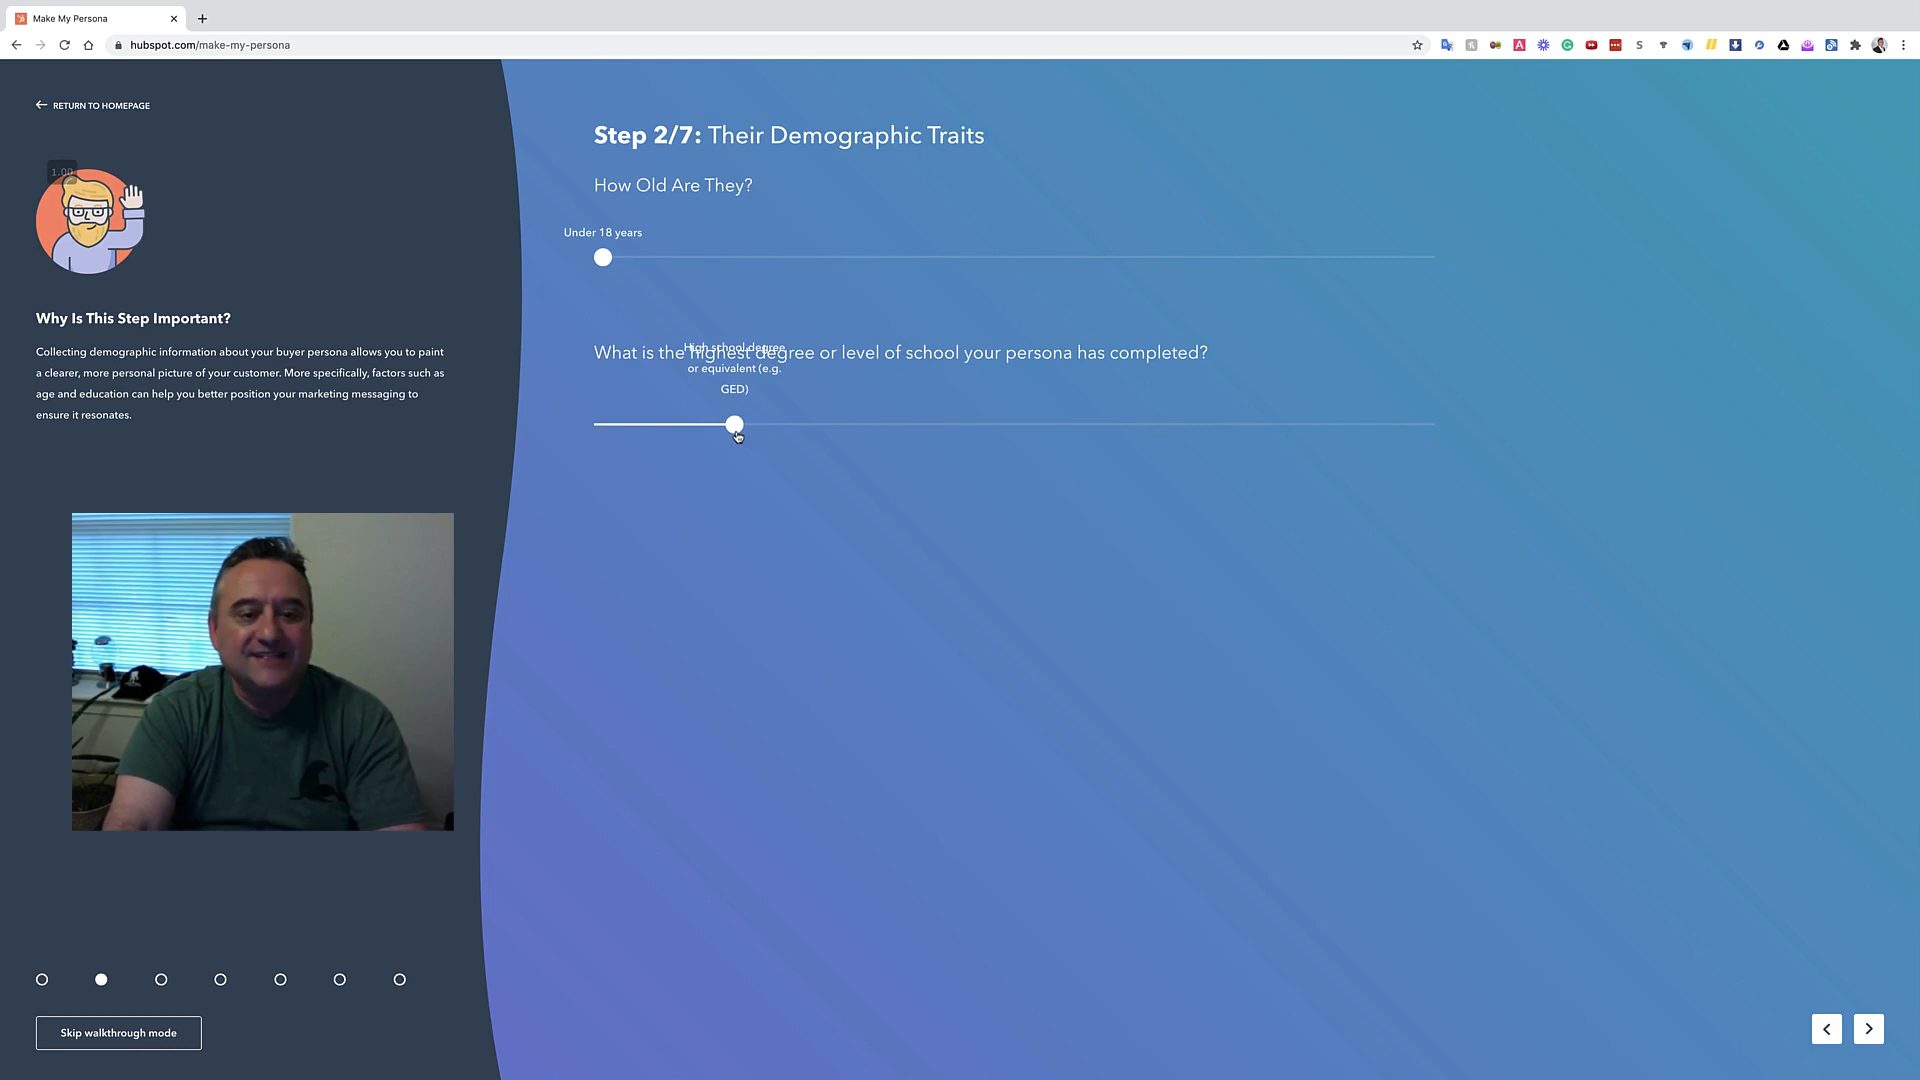 Make My Persona
hubspot.com/make-my-persona
RETURN TO HOMEPAGE
1.00
Why Is This Step Important?
Collecting demographic information about your buyer persona allows you to paint
a clearer, more personal picture of your customer. More specifically, factors such as
age and education can help you better position your marketing messaging to
ensure it resonates.
Skip walkthrough mode
Step 2/7: Their Demographic Traits
How Old Are They?
Under 18 years
What is the highest degree or level of school your persona has completed?
High school degree
or equivalent (e.g.
GED)